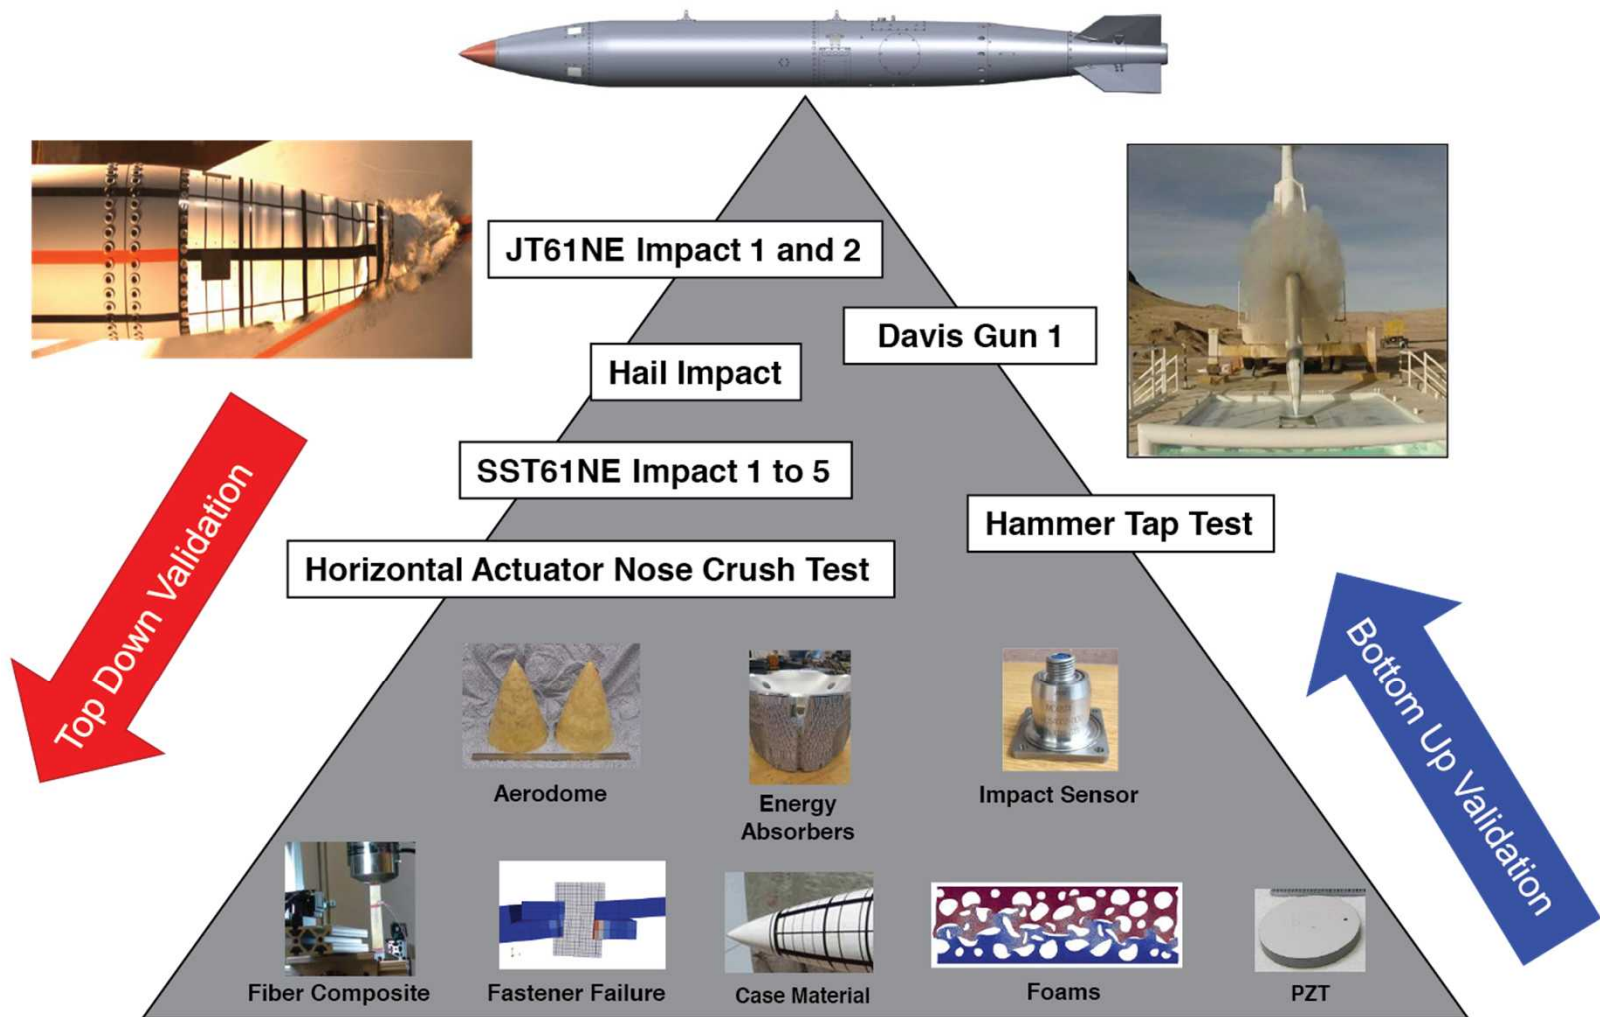 JT61NE Impact 1 and 2
Davis Gun 1
Hail Impact
SST61NE Impact 1 to 5
Hammer Tap Test
Horizontal Actuator Nose Crush Test
Top Down Validation
Bottom Up Validation
Aerodome
Energy
Absorbers
Impact Sensor
Fiber Composite
Fastener Failure
Case Material
Foams
PZT